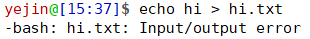 yejin@[15:37]$ echo hi > hi.txt
-bash: hi.txt: Input/output error